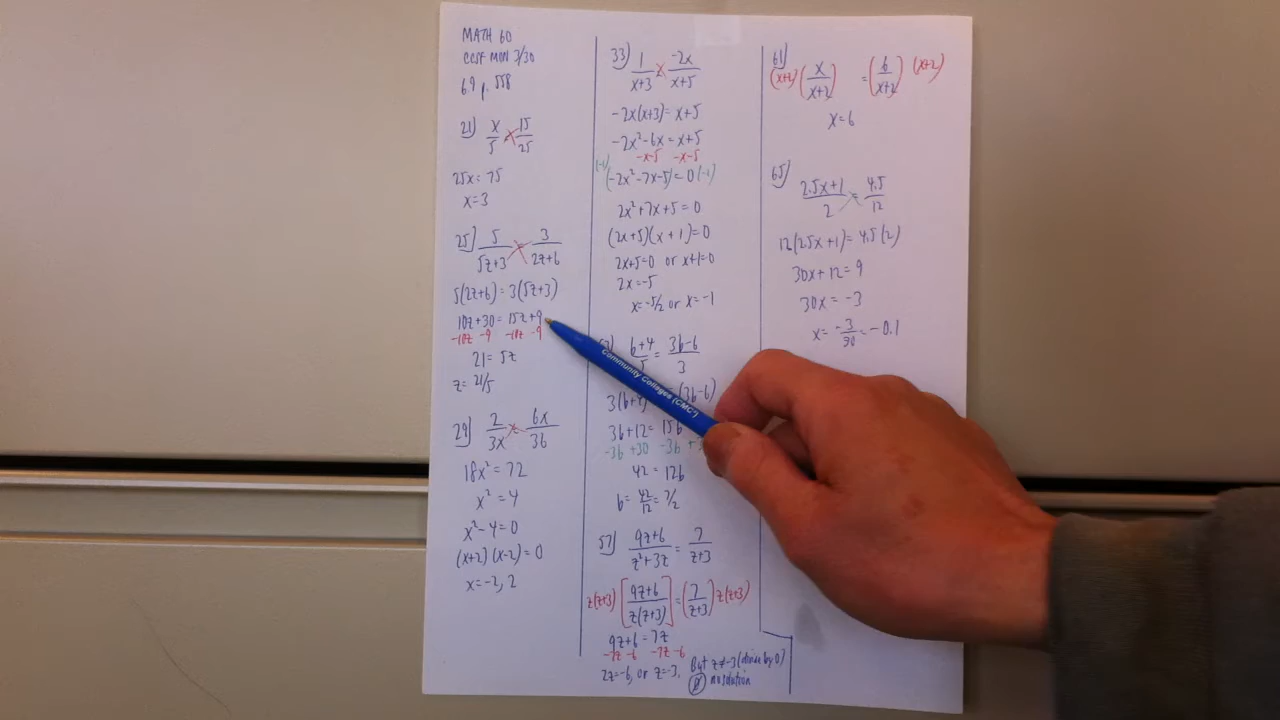 MATH 60
CCSF MON 3/30
6.9 p. 558
21) x/5 = 15/25
25x = 75
x = 3
25) 5/(5z+3) = 3/(2z+6)
5(2z+6) = 3(5z+3)
10z+30 = 15z+9
-10z -9 -10z -9
21 = 5z
z = 21/5
29) 2/3x = 6x/36
18x² = 72
x² = 4
x²-4=0
(x+2)(x-2)=0
x=-2, 2
33) 1/(x+3) = -2x/(x+5)
-2x(x+3)= x+5
-2x²-6x = x+5
-x-5 -x-5
(-1)(-2x²-7x-5)=0(-1)
2x²+7x+5=0
(2x+5)(x+1)=0
2x+5=0 or x+1=0
2x=-5
x=-5/2 or x=-1
b+4/5 = 3b-6/3
3(b+ 3b-6)
3b+12= 15b
-3b +30 -3b
42 = 12b
b = 42/12 = 7/2
57) 9z+6/z²+3z = 7/z+3
z(z+3) [9z+6/z(z+3)] = (7/z+3) z(z+3)
9z+6 = 7z
-7z -6 -7z -6
2z=-6, or z=-3. But z≠-3 (divide by 0)
Ø no solution
61) (x+2)(x/x+2) = (6/x+2)(x+2)
x=6
65) 2.5x+1/2 = 4.5/12
12(2.5x+1)=4.5(2)
30x+12=9
30x = -3
x= -3/30 = -0.1
Community Colleges (CMC³)